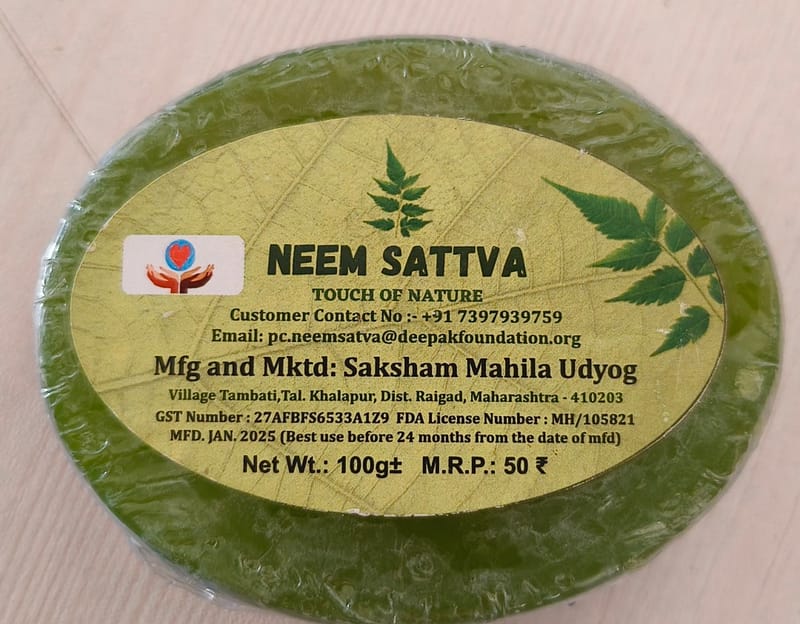 NEEM SATTVA
TOUCH OF NATURE
Customer Contact No :- +91 7397939759
Email: pc.neemsatva@deepakfoundation.org
Mfg and Mktd: Saksham Mahila Udyog
Village Tambati,Tal. Khalapur, Dist. Raigad, Maharashtra - 410203
GST Number : 27AFBFS6533A1Z9 FDA License Number : MH/105821
MFD. JAN. 2025 (Best use before 24 months from the date of mfd)
Net Wt.: 100g± M.R.P.: 50 ₹